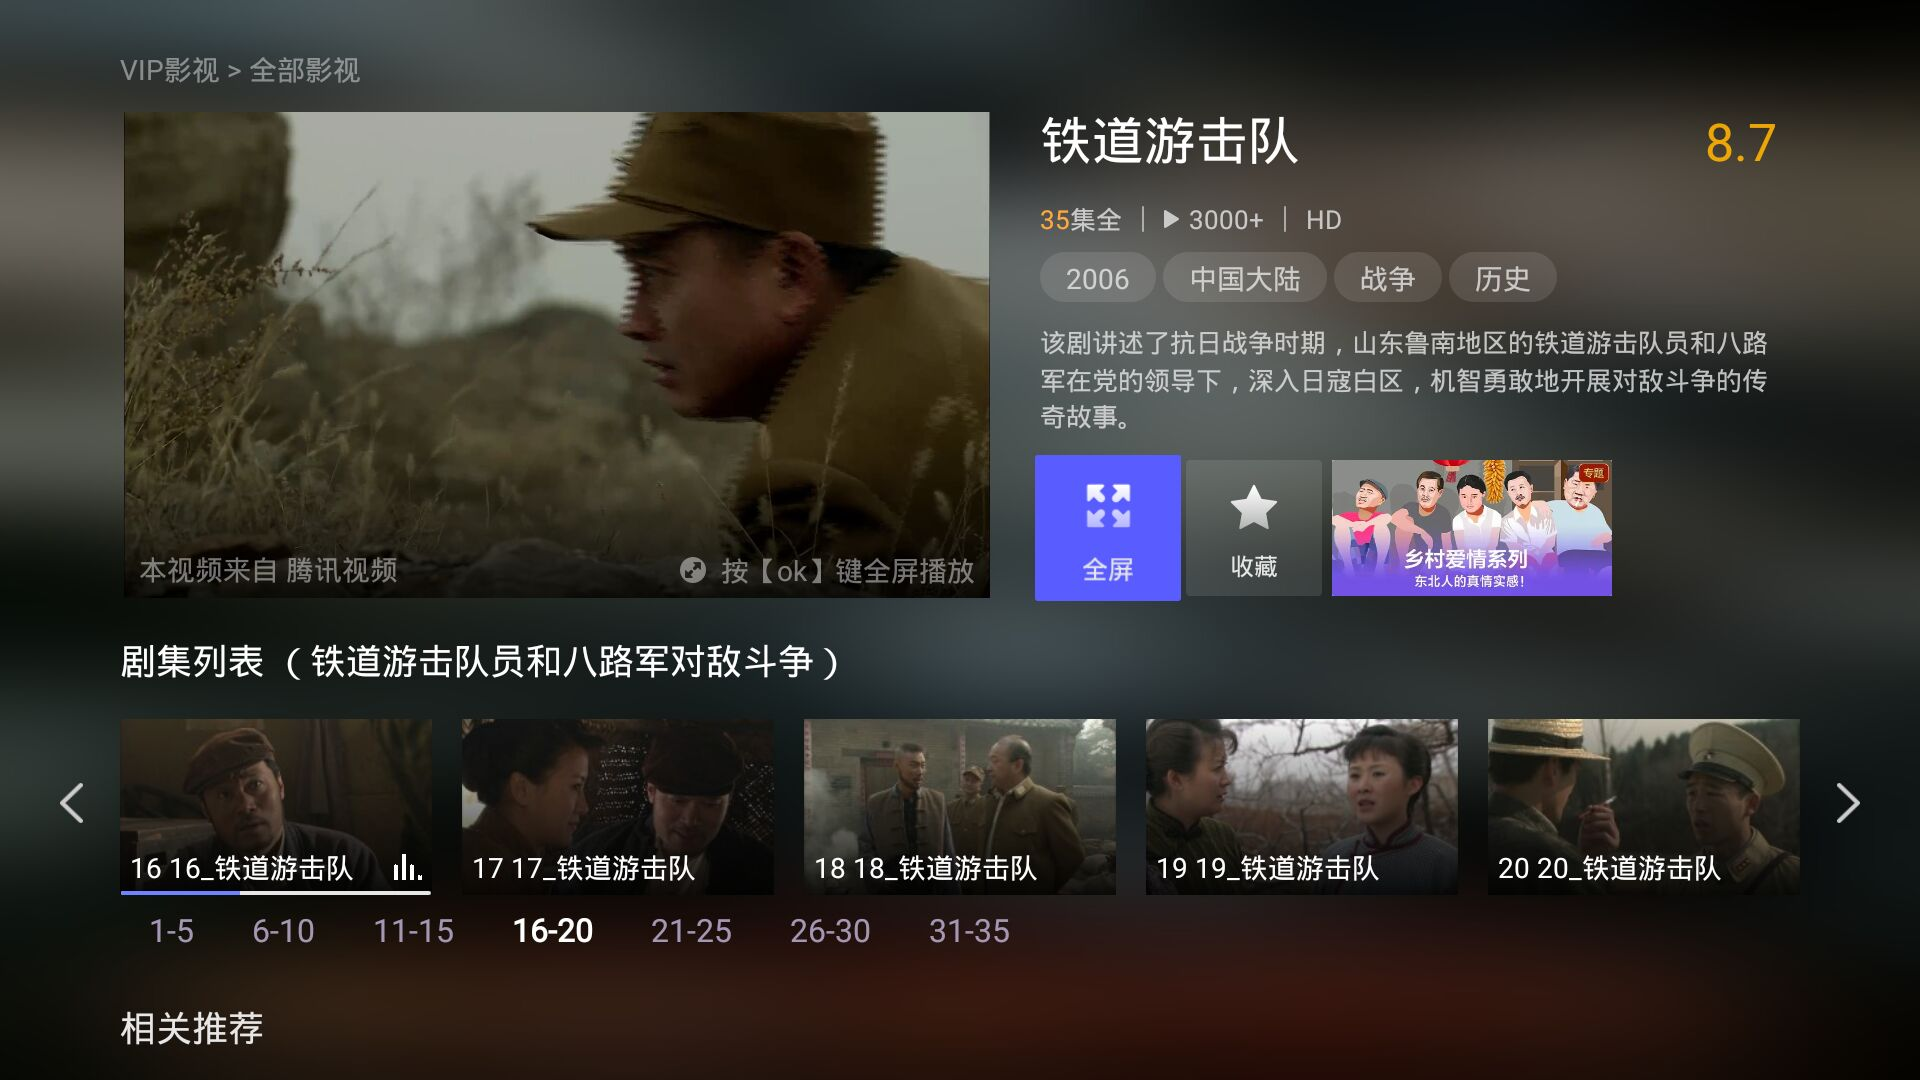 VIP影视 > 全部影视
铁道游击队
8.7
35集全 | 3000+ | HD
2006 中国大陆 战争 历史
该剧讲述了抗日战争时期，山东鲁南地区的铁道游击队员和八路
军在党的领导下，深入日寇白区，机智勇敢地开展对敌斗争的传
奇故事。
本视频来自 腾讯视频
按【ok】键全屏播放
全屏
收藏
专题
乡村爱情系列
东北人的真情实感！
剧集列表（铁道游击队员和八路军对敌斗争）
16 16_铁道游击队
17 17_铁道游击队
18 18_铁道游击队
19 19_铁道游击队
20 20_铁道游击队
1-5 6-10 11-15 16-20 21-25 26-30 31-35
相关推荐